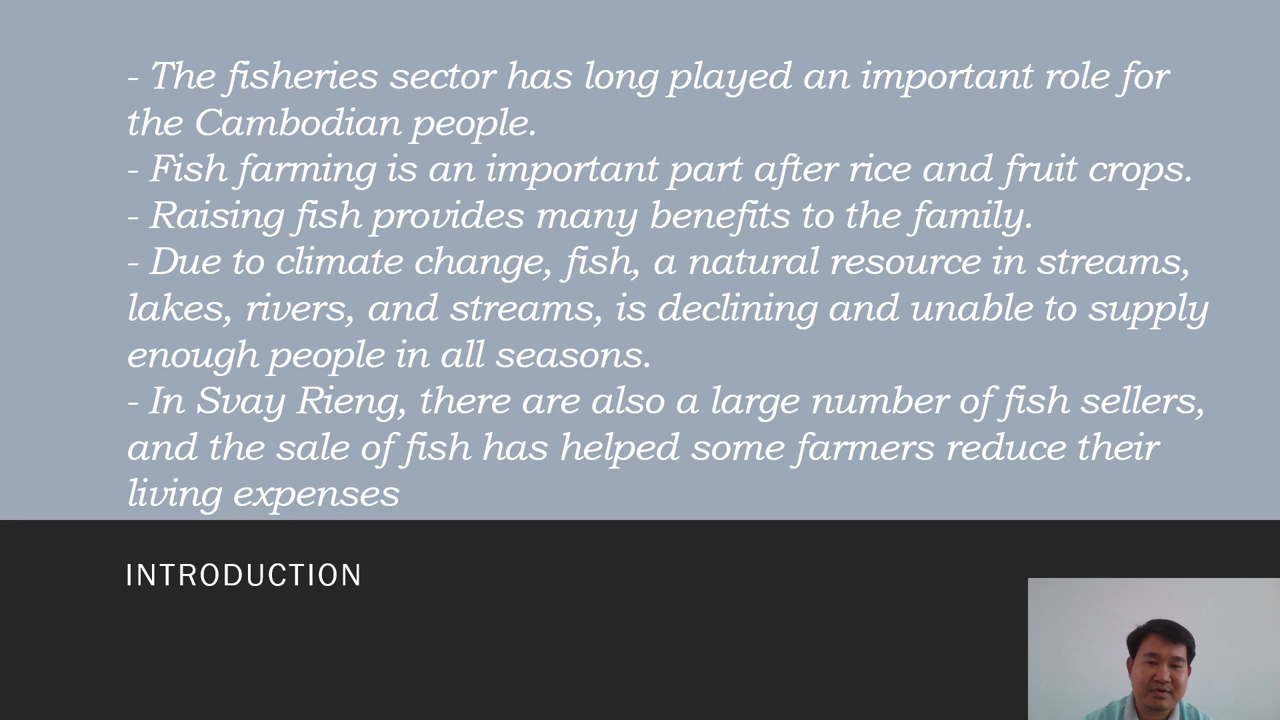 - The fisheries sector has long played an important role for
the Cambodian people.
- Fish farming is an important part after rice and fruit crops.
- Raising fish provides many benefits to the family.
- Due to climate change, fish, a natural resource in streams,
lakes, rivers, and streams, is declining and unable to supply
enough people in all seasons.
- In Svay Rieng, there are also a large number of fish sellers,
and the sale of fish has helped some farmers reduce their
living expenses
INTRODUCTION